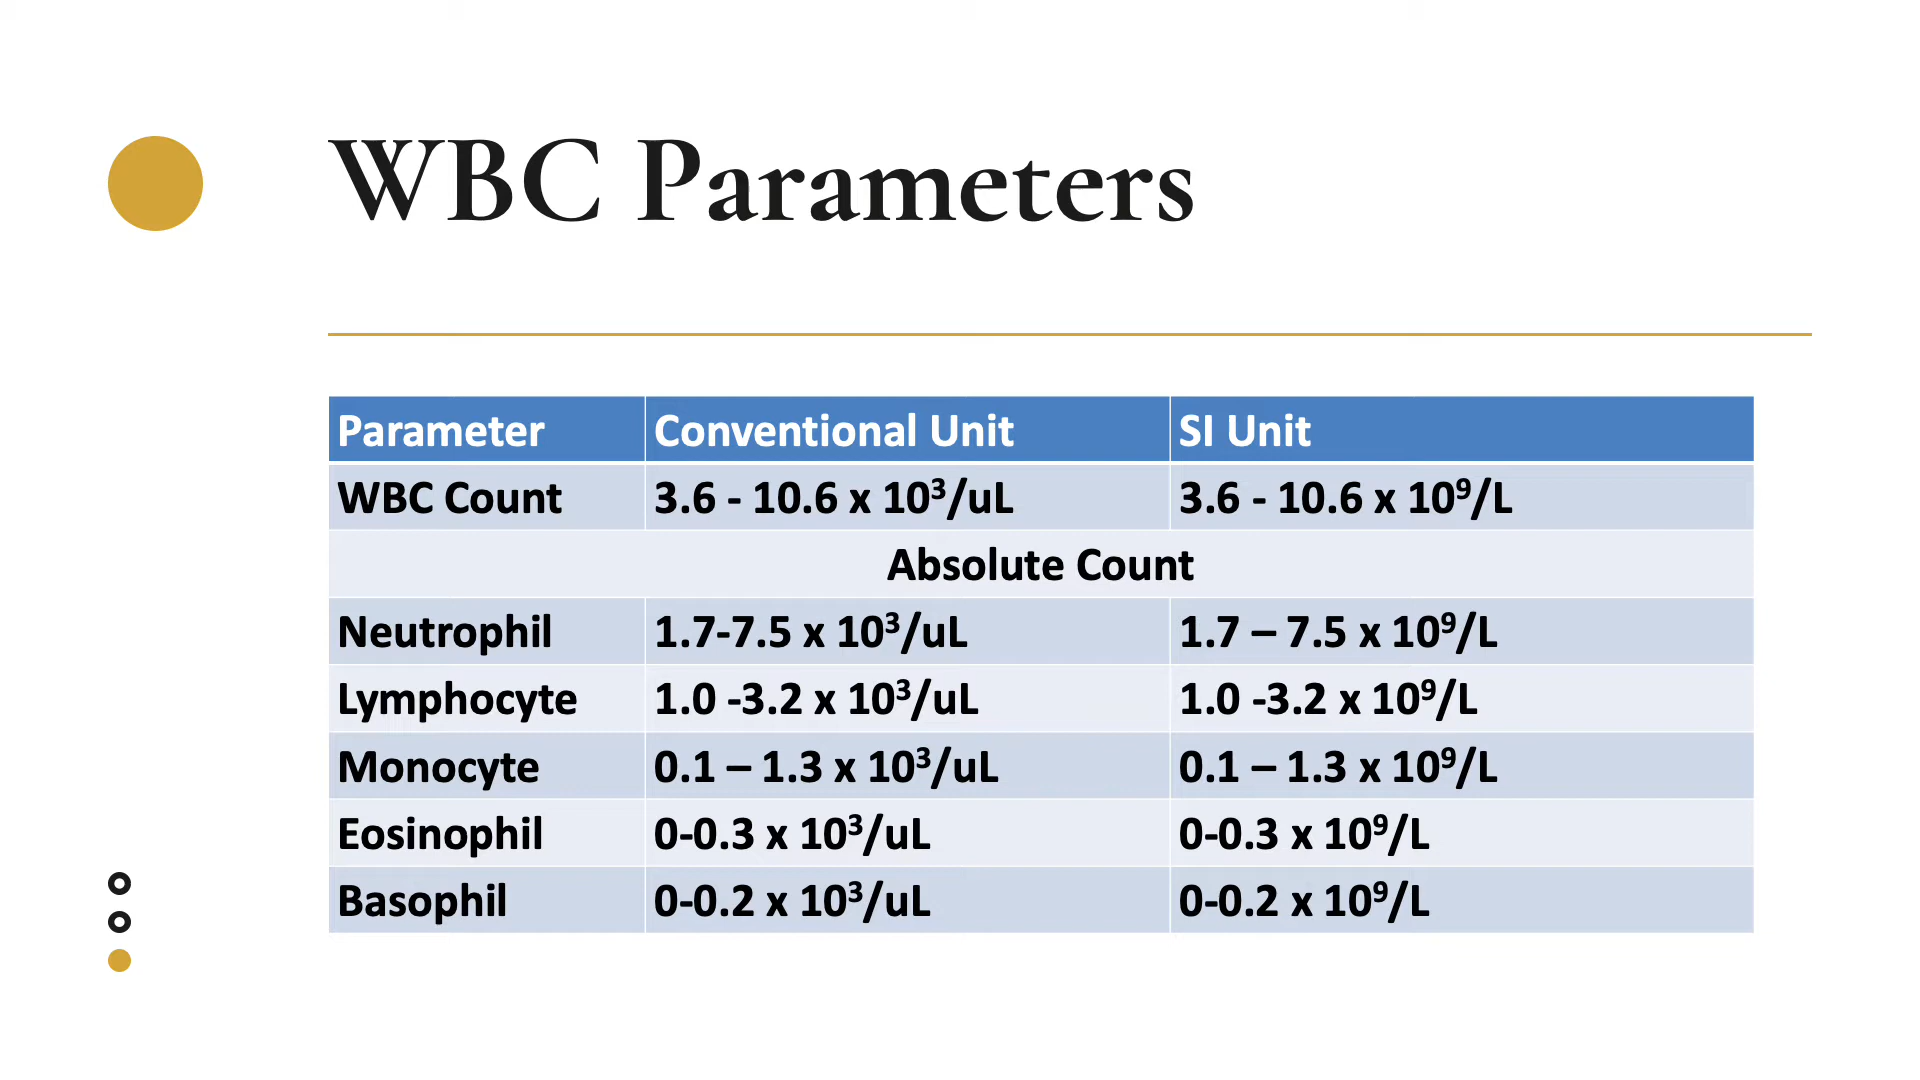 WBC Parameters
Parameter Conventional Unit SI Unit
WBC Count 3.6 - 10.6 x 10³/uL 3.6 - 10.6 x 10⁹/L
Absolute Count
Neutrophil 1.7-7.5 x 10³/uL 1.7 – 7.5 x 10⁹/L
Lymphocyte 1.0 -3.2 x 10³/uL 1.0 -3.2 x 10⁹/L
Monocyte 0.1 – 1.3 x 10³/uL 0.1 – 1.3 x 10⁹/L
Eosinophil 0-0.3 x 10³/uL 0-0.3 x 10⁹/L
Basophil 0-0.2 x 10³/uL 0-0.2 x 10⁹/L